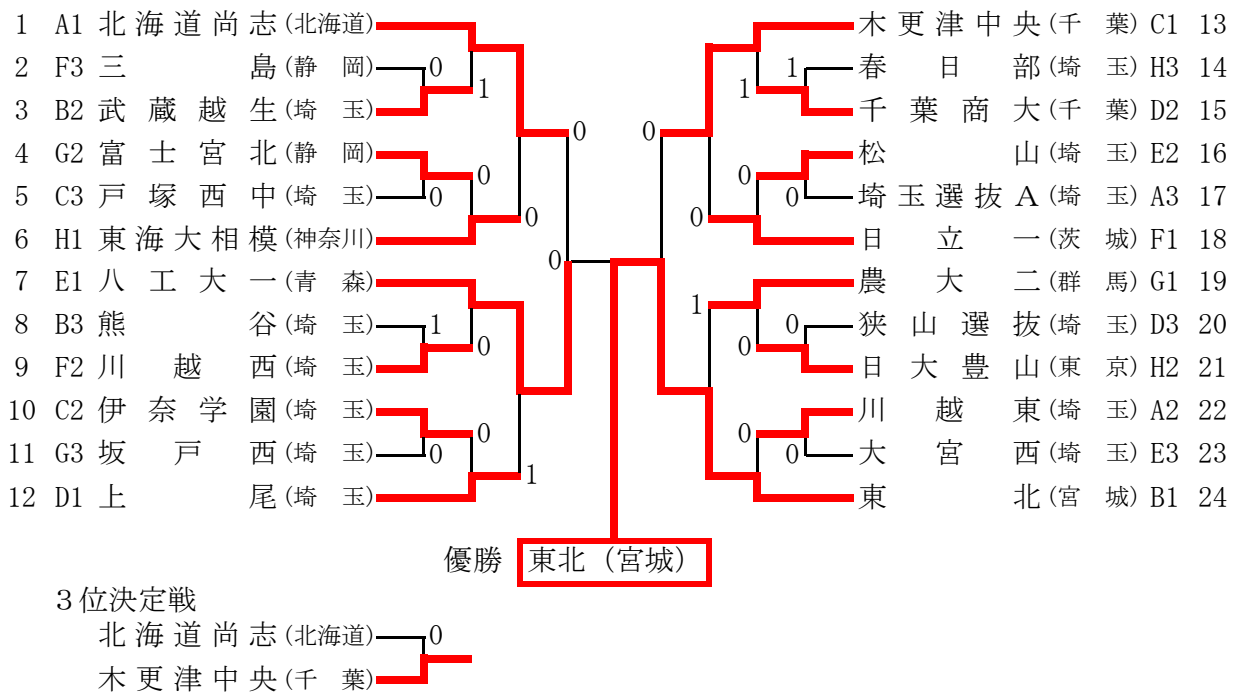 1 A1 北海道尚志(北海道) 木更津中央(千 葉) C1 13
2 F3 三 島(静 岡) 0 1 春 日 部(埼 玉) H3 14
1 1
3 B2 武蔵越生(埼 玉) 千葉商大(千 葉) D2 15
0 0
4 G2 富士宮北(静 岡) 松 山(埼 玉) E2 16
0 0
5 C3 戸塚西中(埼 玉) 0 0 埼玉選抜A(埼 玉) A3 17
0 0
6 H1 東海大相模(神奈川) 日 立 一(茨 城) F1 18
0
7 E1 八工大一(青 森) 農 大 二(群 馬) G1 19
1
8 B3 熊 谷(埼 玉) 1 0 狭山選抜(埼 玉) D3 20
0 0
9 F2 川 越 西(埼 玉) 日大豊山(東 京) H2 21
10 C2 伊奈学園(埼 玉) 川 越 東(埼 玉) A2 22
0 0
11 G3 坂 戸 西(埼 玉) 0 0 大 宮 西(埼 玉) E3 23
1
12 D1 上 尾(埼 玉) 東 北(宮 城) B1 24
優勝 東北(宮城)
3位決定戦
北海道尚志(北海道) 0
木更津中央(千 葉)